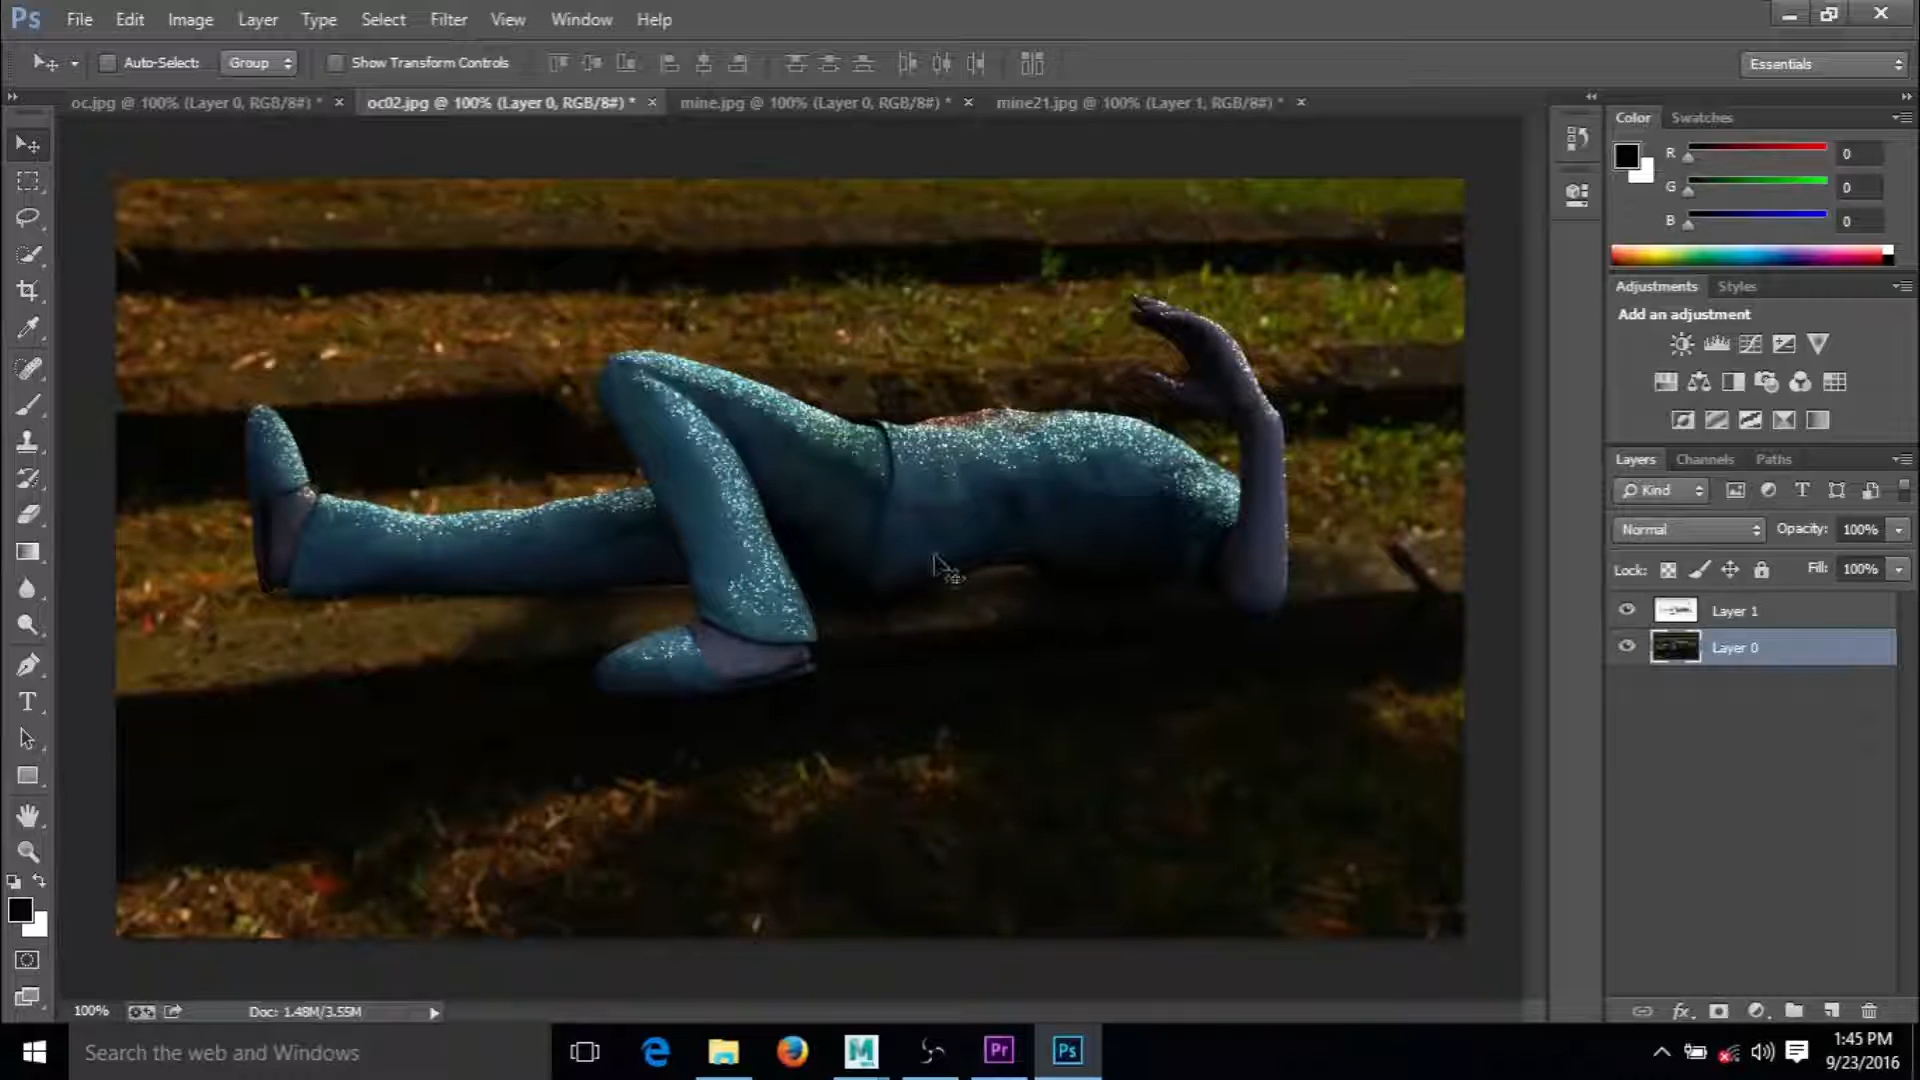 Ps File Edit Image Layer Type Select Filter View Window Help
Auto-Select: Group Show Transform Controls Essentials
oc.jpg @ 100% (Layer 0, RGB/8#) * oc02.jpg @ 100% (Layer 0, RGB/8#) * mine.jpg @ 100% (Layer 0, RGB/8#) * mine21.jpg @ 100% (Layer 1, RGB/8#) *
Color Swatches
R 0
G 0
B 0
Adjustments Styles
Add an adjustment
Layers Channels Paths
Kind
Normal Opacity: 100%
Lock: Fill: 100%
Layer 1
Layer 0
100% Doc: 1.48M/3.55M
Search the web and Windows
Pr Ps
1:45 PM
9/23/2016